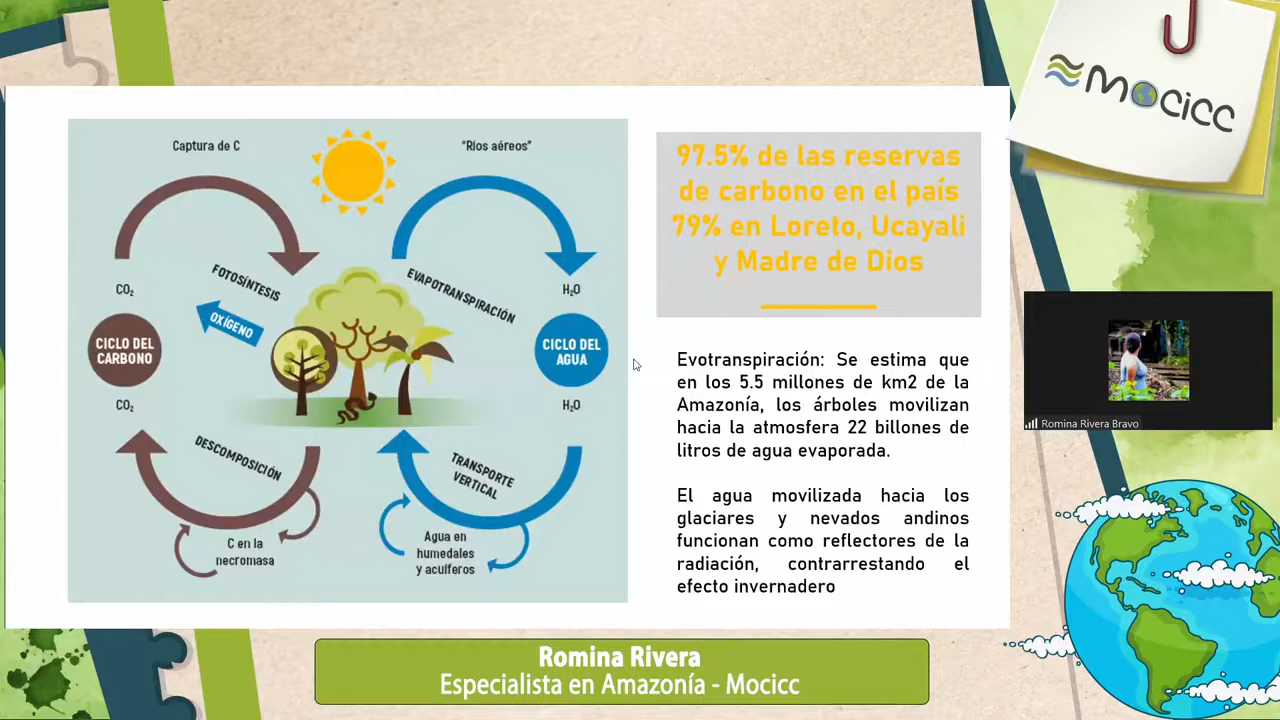 Captura de C
"Ríos aéreos"
FOTOSÍNTESIS
EVAPOTRANSPIRACIÓN
CO₂
H₂O
OXÍGENO
CICLO DEL
CARBONO
CICLO DEL
AGUA
CO₂
H₂O
DESCOMPOSICIÓN
TRANSPORTE
VERTICAL
C en la
necromasa
Agua en
humedales
y acuíferos
97.5% de las reservas
de carbono en el país
79% en Loreto, Ucayali
y Madre de Dios
Evotranspiración: Se estima que
en los 5.5 millones de km2 de la
Amazonía, los árboles movilizan
hacia la atmosfera 22 billones de
litros de agua evaporada.
El agua movilizada hacia los
glaciares y nevados andinos
funcionan como reflectores de la
radiación, contrarrestando el
efecto invernadero
mocicc
Romina Rivera Bravo
Romina Rivera
Especialista en Amazonía - Mocicc